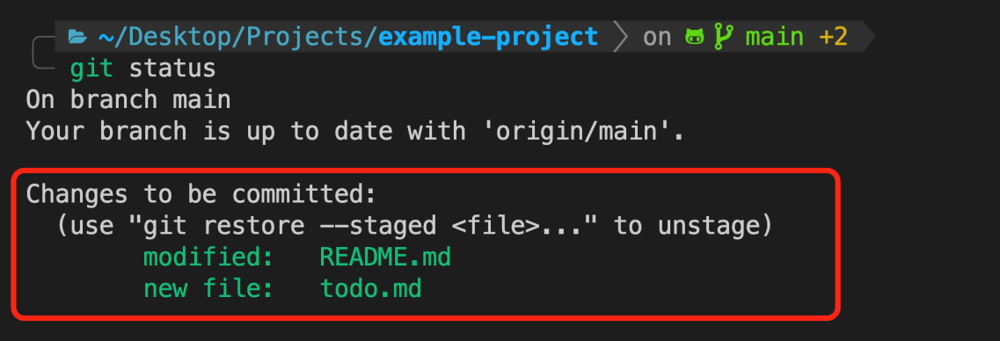 ~/Desktop/Projects/example-project on main +2
git status
On branch main
Your branch is up to date with 'origin/main'.
Changes to be committed:
(use "git restore --staged <file>..." to unstage)
modified: README.md
new file: todo.md